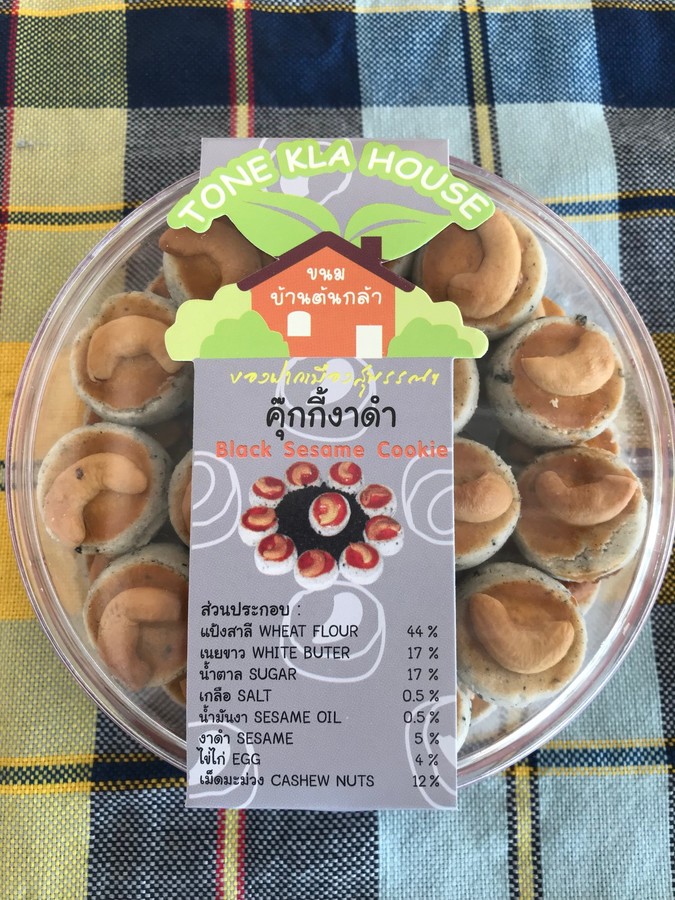 TONE KLA HOUSE
ขนม
บ้านต้นกล้า
ของฝากเมืองสุพรรณฯ
คุ๊กกี้งาดำ
Black Sesame Cookie
ส่วนประกอบ :
แป้งสาลี WHEAT FLOUR 44 %
เนยขาว WHITE BUTER 17 %
น้ำตาล SUGAR 17 %
เกลือ SALT 0.5 %
น้ำมันงา SESAME OIL 0.5 %
งาดำ SESAME 5 %
ไข่ไก่ EGG 4 %
เม็ดมะม่วง CASHEW NUTS 12 %